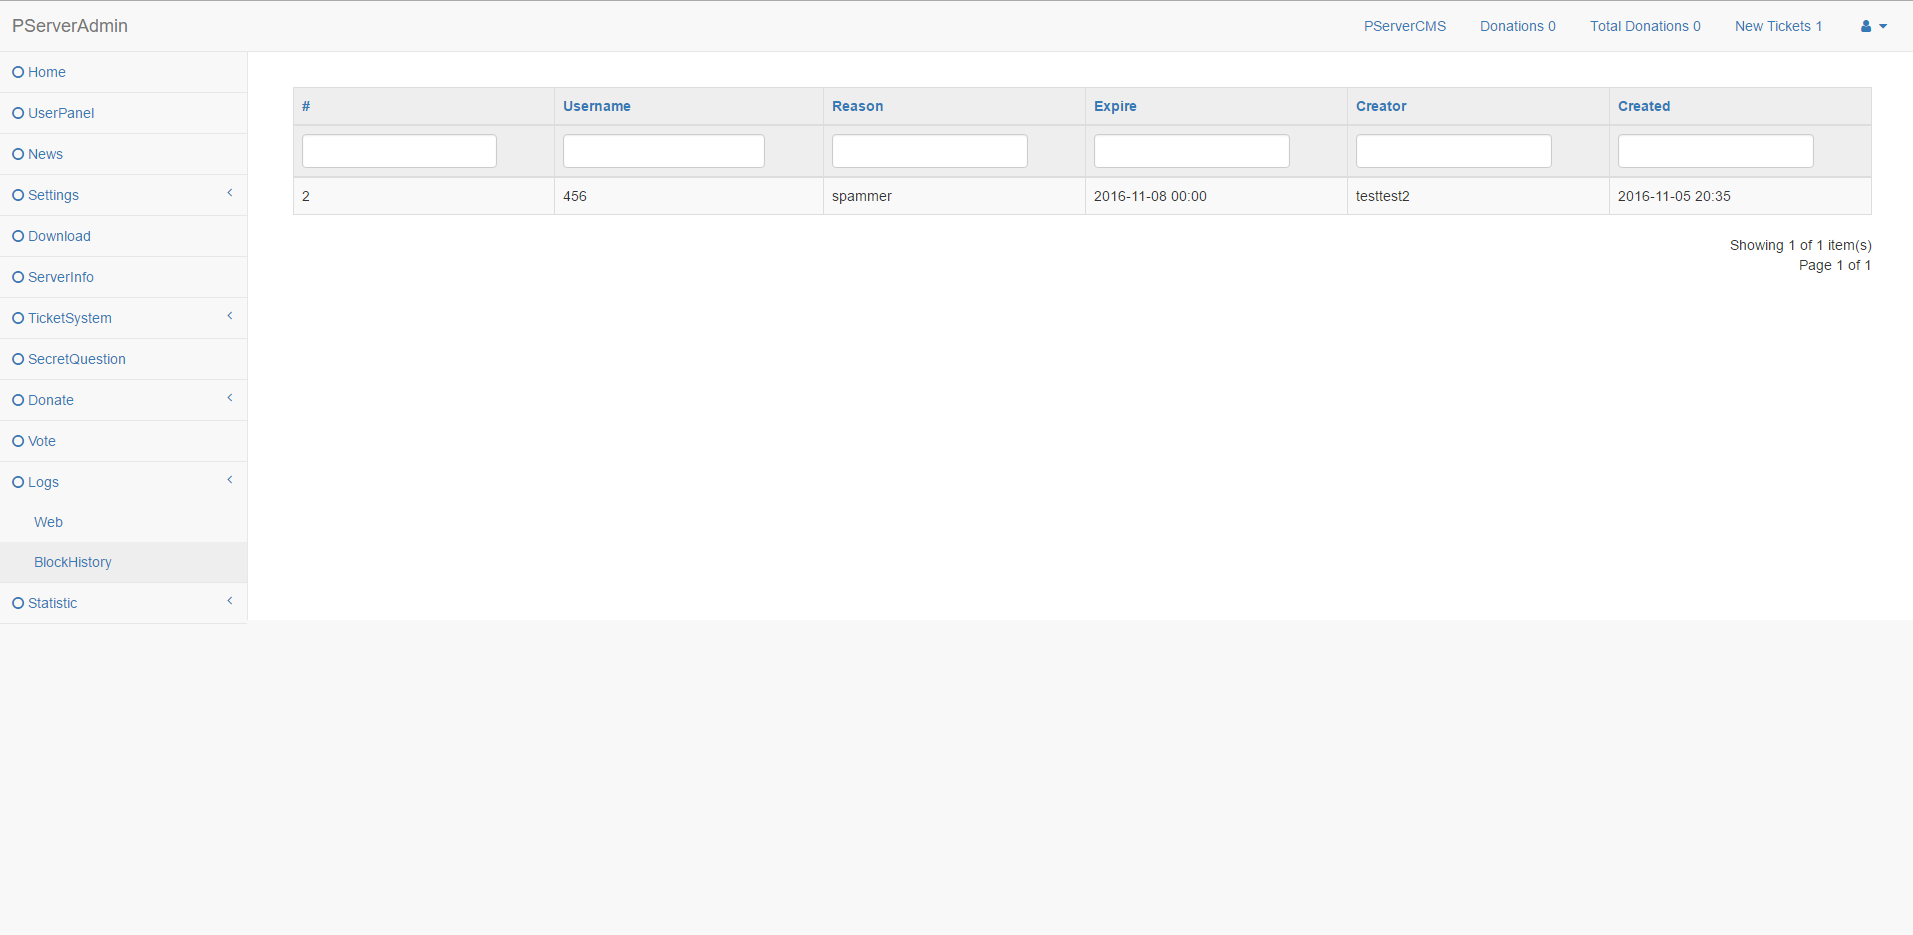 PServerAdmin
PServerCMS Donations 0 Total Donations 0 New Tickets 1
Home
UserPanel
News
Settings
Download
ServerInfo
TicketSystem
SecretQuestion
Donate
Vote
Logs
Web
BlockHistory
Statistic
# Username Reason Expire Creator Created
2 456 spammer 2016-11-08 00:00 testtest2 2016-11-05 20:35
Showing 1 of 1 item(s)
Page 1 of 1